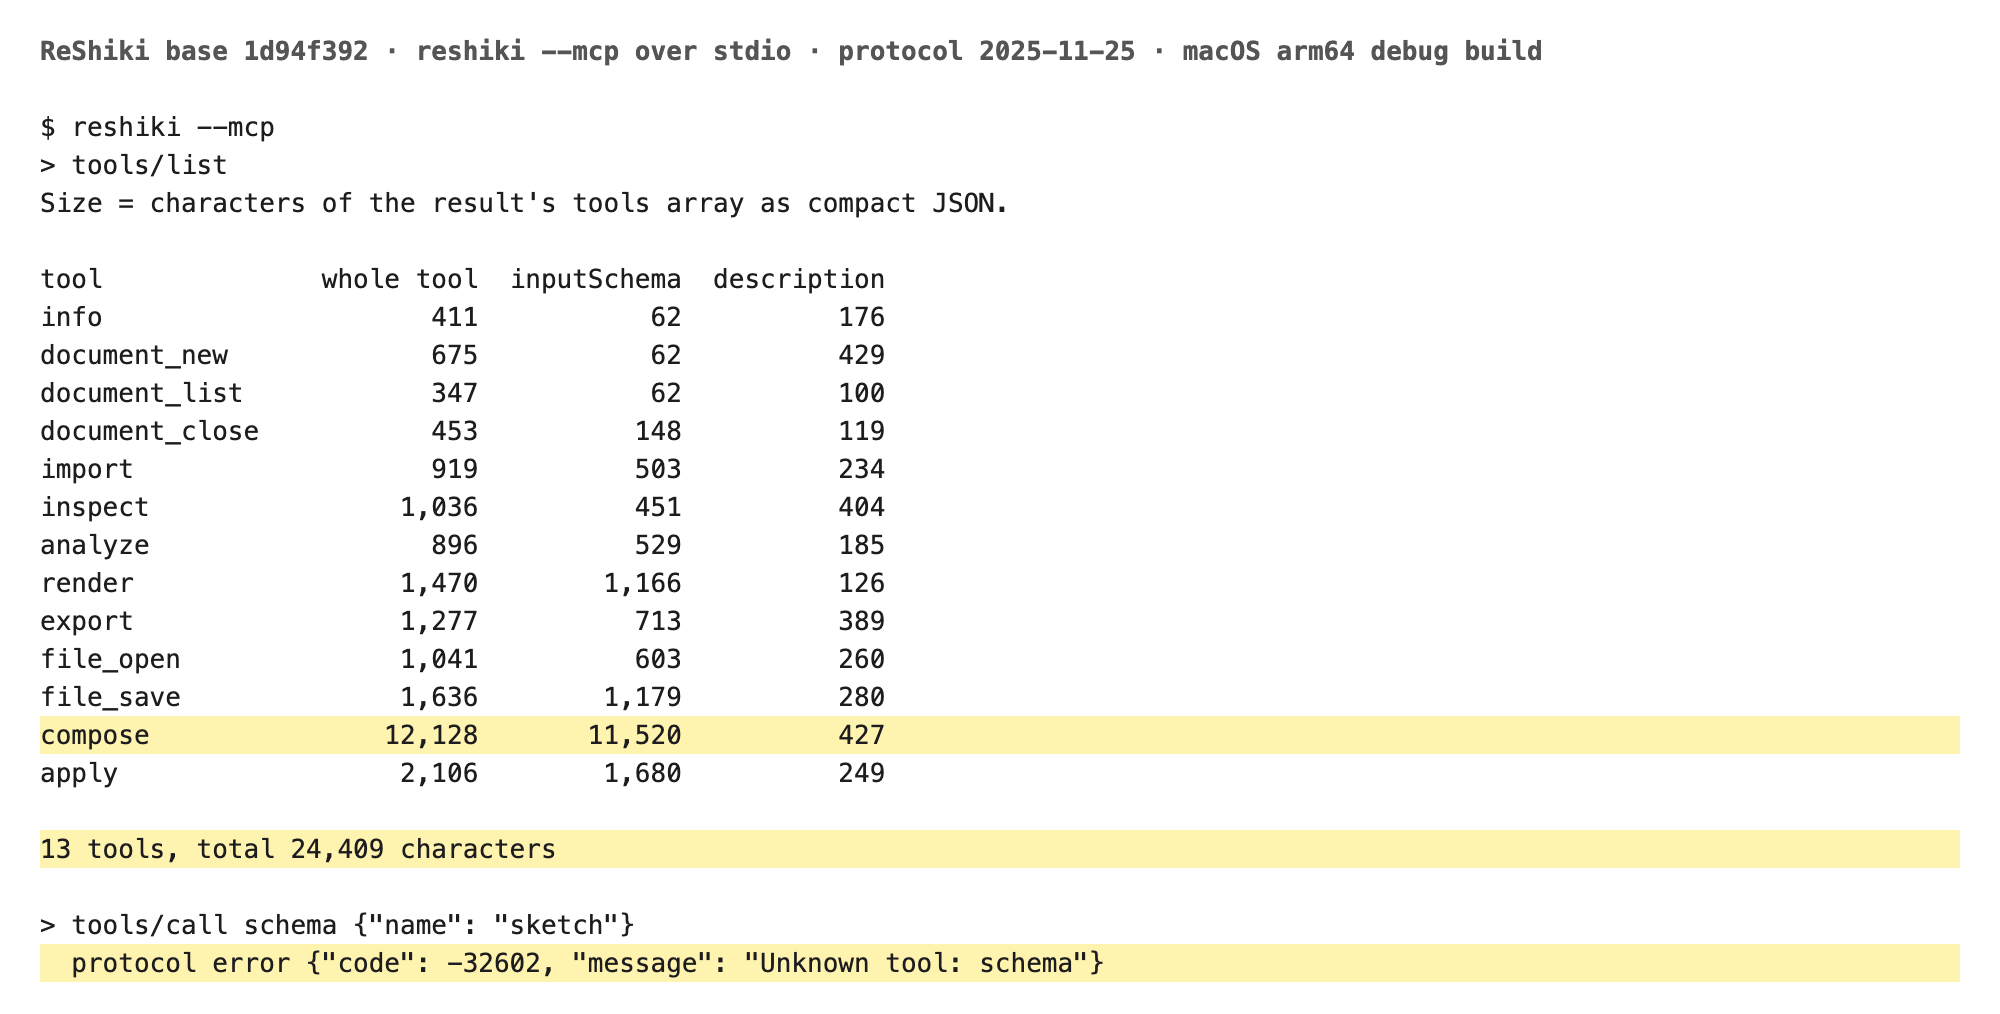 ReShiki base 1d94f392 · reshiki --mcp over stdio · protocol 2025-11-25 · macOS arm64 debug build
$ reshiki --mcp
> tools/list
Size = characters of the result's tools array as compact JSON.
tool whole tool inputSchema description
info 411 62 176
document_new 675 62 429
document_list 347 62 100
document_close 453 148 119
import 919 503 234
inspect 1,036 451 404
analyze 896 529 185
render 1,470 1,166 126
export 1,277 713 389
file_open 1,041 603 260
file_save 1,636 1,179 280
compose 12,128 11,520 427
apply 2,106 1,680 249
13 tools, total 24,409 characters
> tools/call schema {"name": "sketch"}
protocol error {"code": -32602, "message": "Unknown tool: schema"}